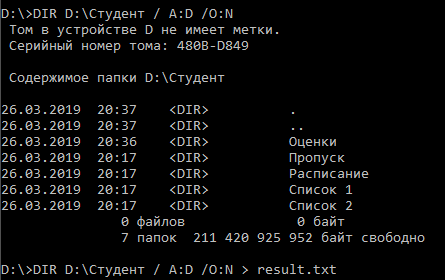 D:\>DIR D:\Студент / A:D /O:N
Том в устройстве D не имеет метки.
Серийный номер тома: 480B-D849
Содержимое папки D:\Студент
26.03.2019 20:37 <DIR> .
26.03.2019 20:37 <DIR> ..
26.03.2019 20:36 <DIR> Оценки
26.03.2019 20:17 <DIR> Пропуск
26.03.2019 20:17 <DIR> Расписание
26.03.2019 20:17 <DIR> Список 1
26.03.2019 20:17 <DIR> Список 2
0 файлов 0 байт
7 папок 211 420 925 952 байт свободно
D:\>DIR D:\Студент / A:D /O:N > result.txt